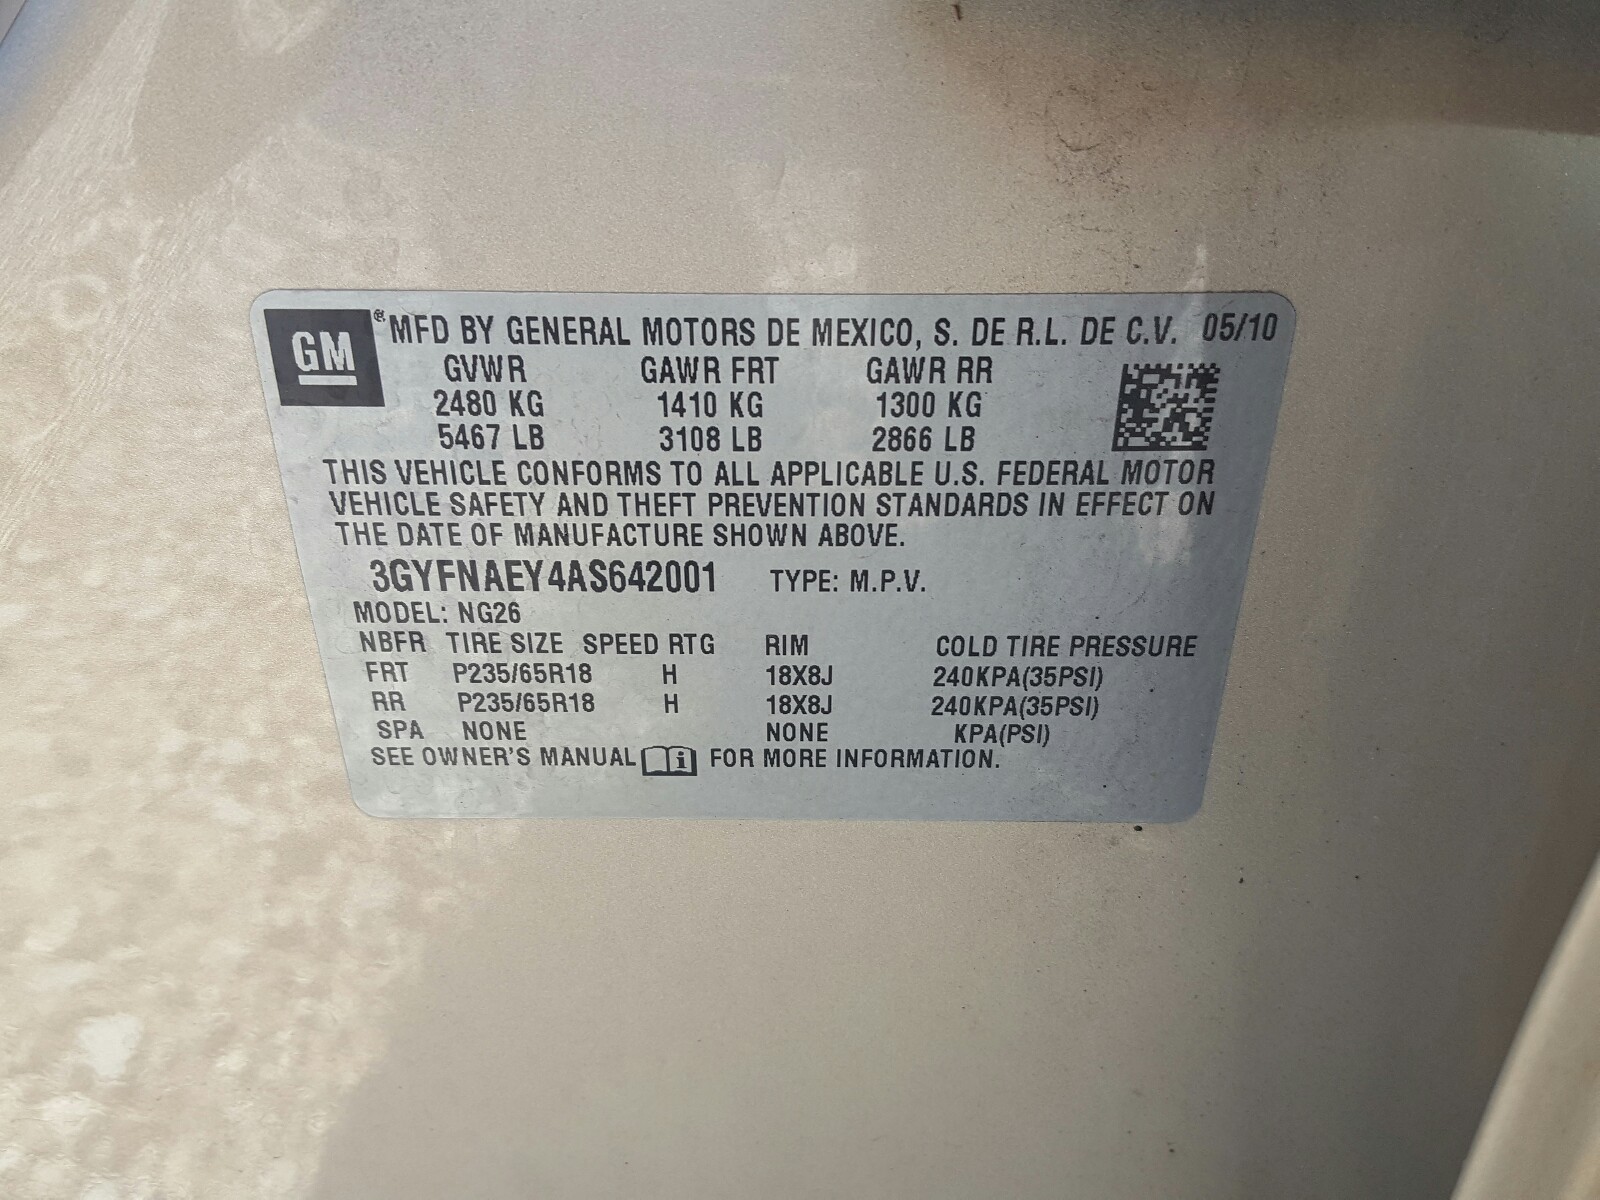 GM ® MFD BY GENERAL MOTORS DE MEXICO, S. DE R.L. DE C.V. 05/10
GVWR GAWR FRT GAWR RR
2480 KG 1410 KG 1300 KG
5467 LB 3108 LB 2866 LB
THIS VEHICLE CONFORMS TO ALL APPLICABLE U.S. FEDERAL MOTOR
VEHICLE SAFETY AND THEFT PREVENTION STANDARDS IN EFFECT ON
THE DATE OF MANUFACTURE SHOWN ABOVE.
3GYFNAEY4AS642001 TYPE: M.P.V.
MODEL: NG26
NBFR TIRE SIZE SPEED RTG RIM COLD TIRE PRESSURE
FRT P235/65R18 H 18X8J 240KPA(35PSI)
RR P235/65R18 H 18X8J 240KPA(35PSI)
SPA NONE NONE KPA(PSI)
SEE OWNER'S MANUAL i FOR MORE INFORMATION.